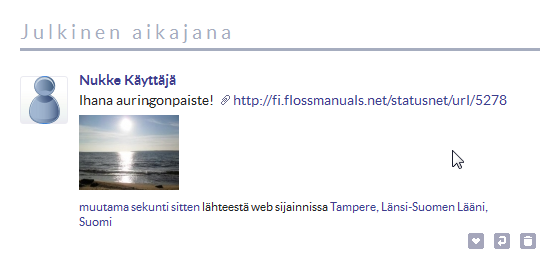 Julkinen aikajana
Nukke Käyttäjä
Ihana auringonpaiste! http://fi.flossmanuals.net/statusnet/url/5278
muutama sekunti sitten lähteestä web sijainnissa Tampere, Länsi-Suomen Lääni,
Suomi